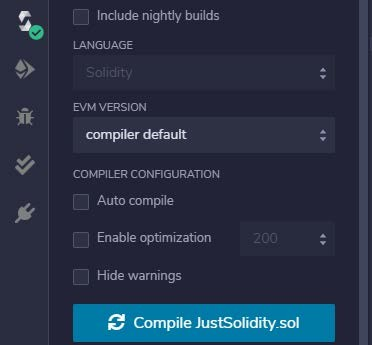 Include nightly builds
LANGUAGE
Solidity
EVM VERSION
compiler default
COMPILER CONFIGURATION
Auto compile
Enable optimization 200
Hide warnings
Compile JustSolidity.sol